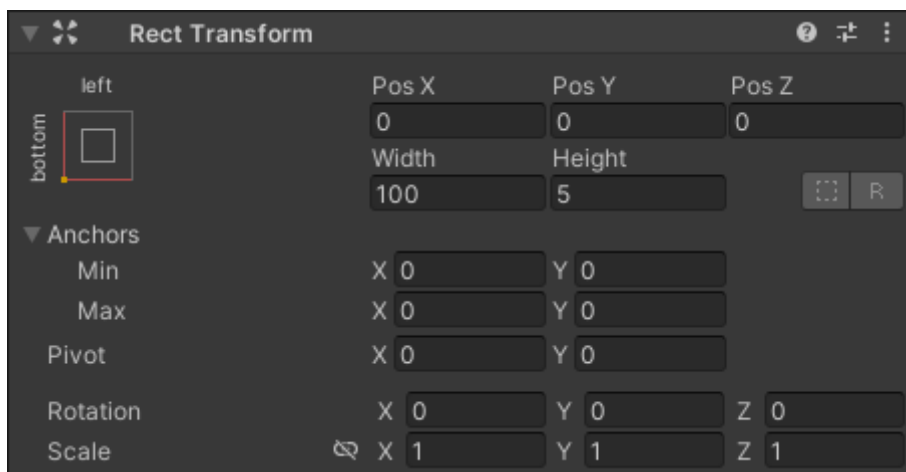 Rect Transform
left
bottom
Pos X Pos Y Pos Z
0 0 0
Width Height
100 5
R
Anchors
Min X 0 Y 0
Max X 0 Y 0
Pivot X 0 Y 0
Rotation X 0 Y 0 Z 0
Scale X 1 Y 1 Z 1